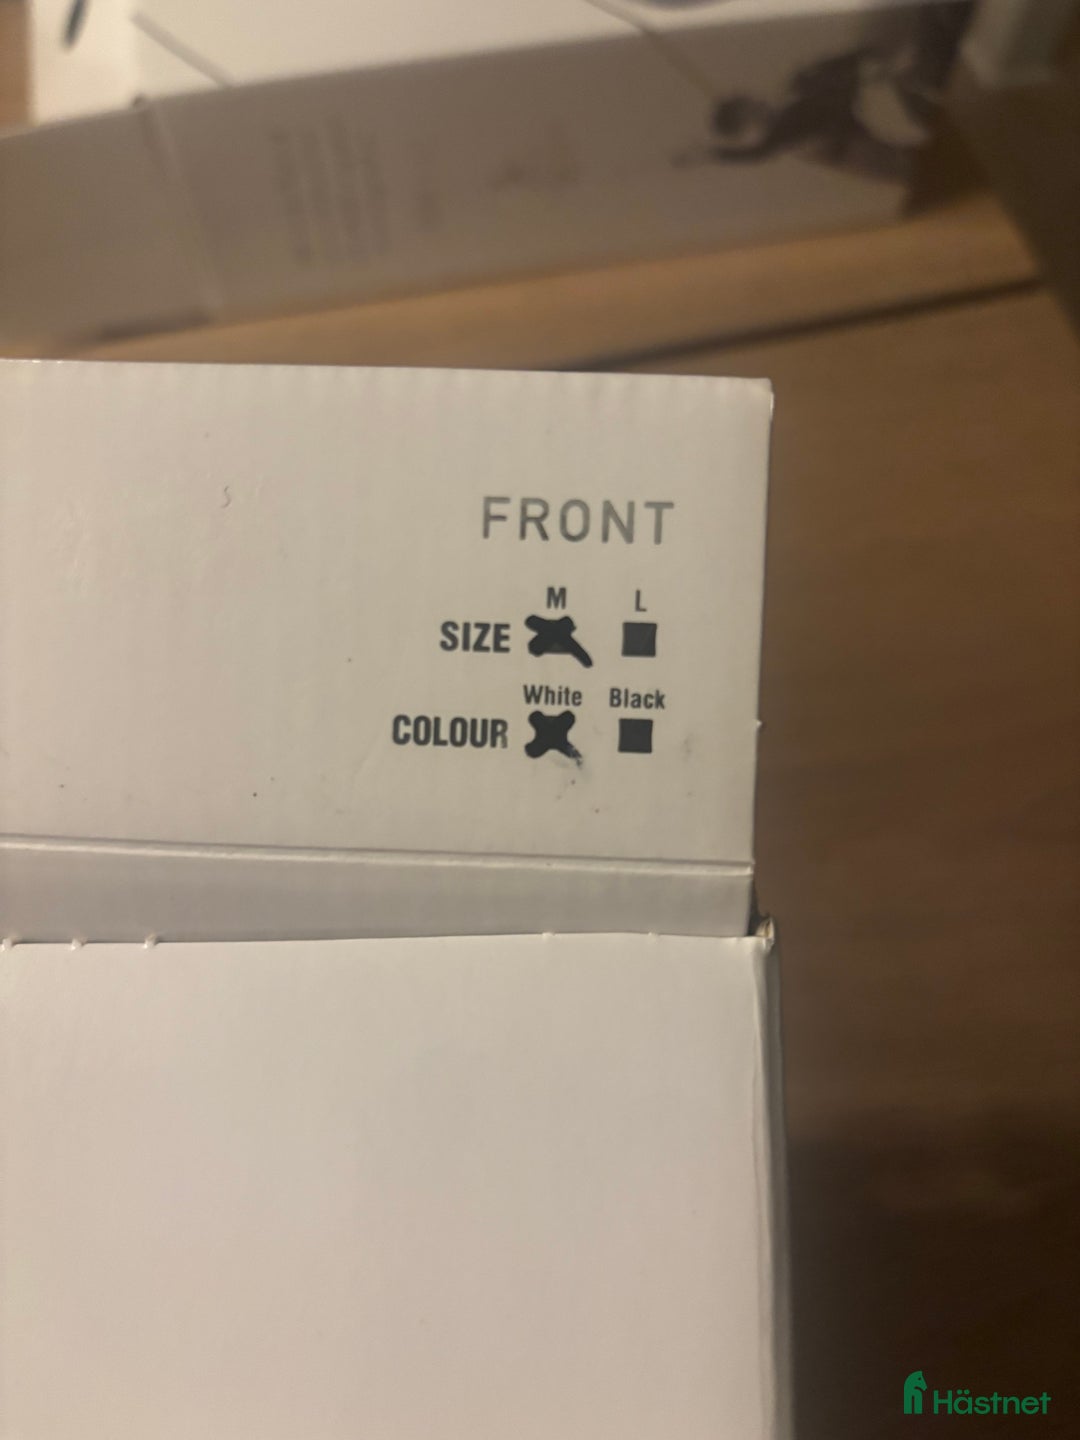 FRONT
M L
SIZE
White Black
COLOUR
Hästnet